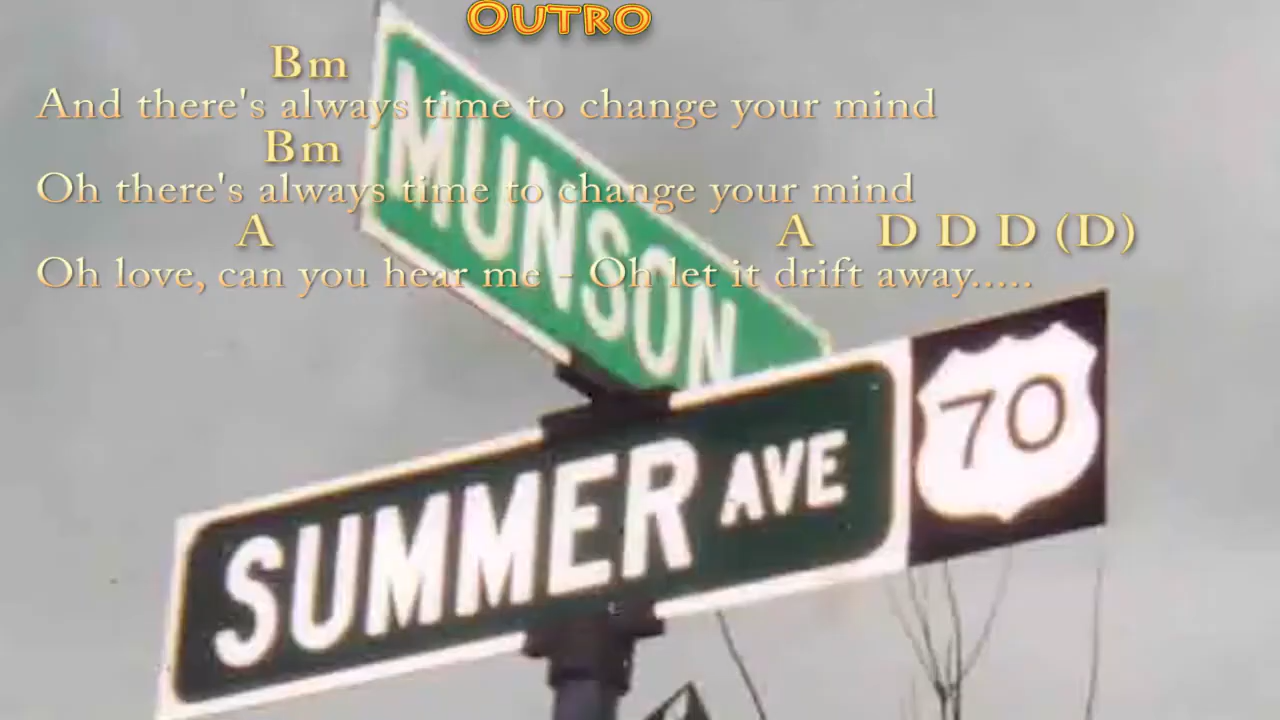 OUTRO
Bm
And there's always time to change your mind
Bm
Oh there's always time to change your mind
A A D D D (D)
Oh love, can you hear me - Oh let it drift away.....
MUNSON
SUMMER AVE
70